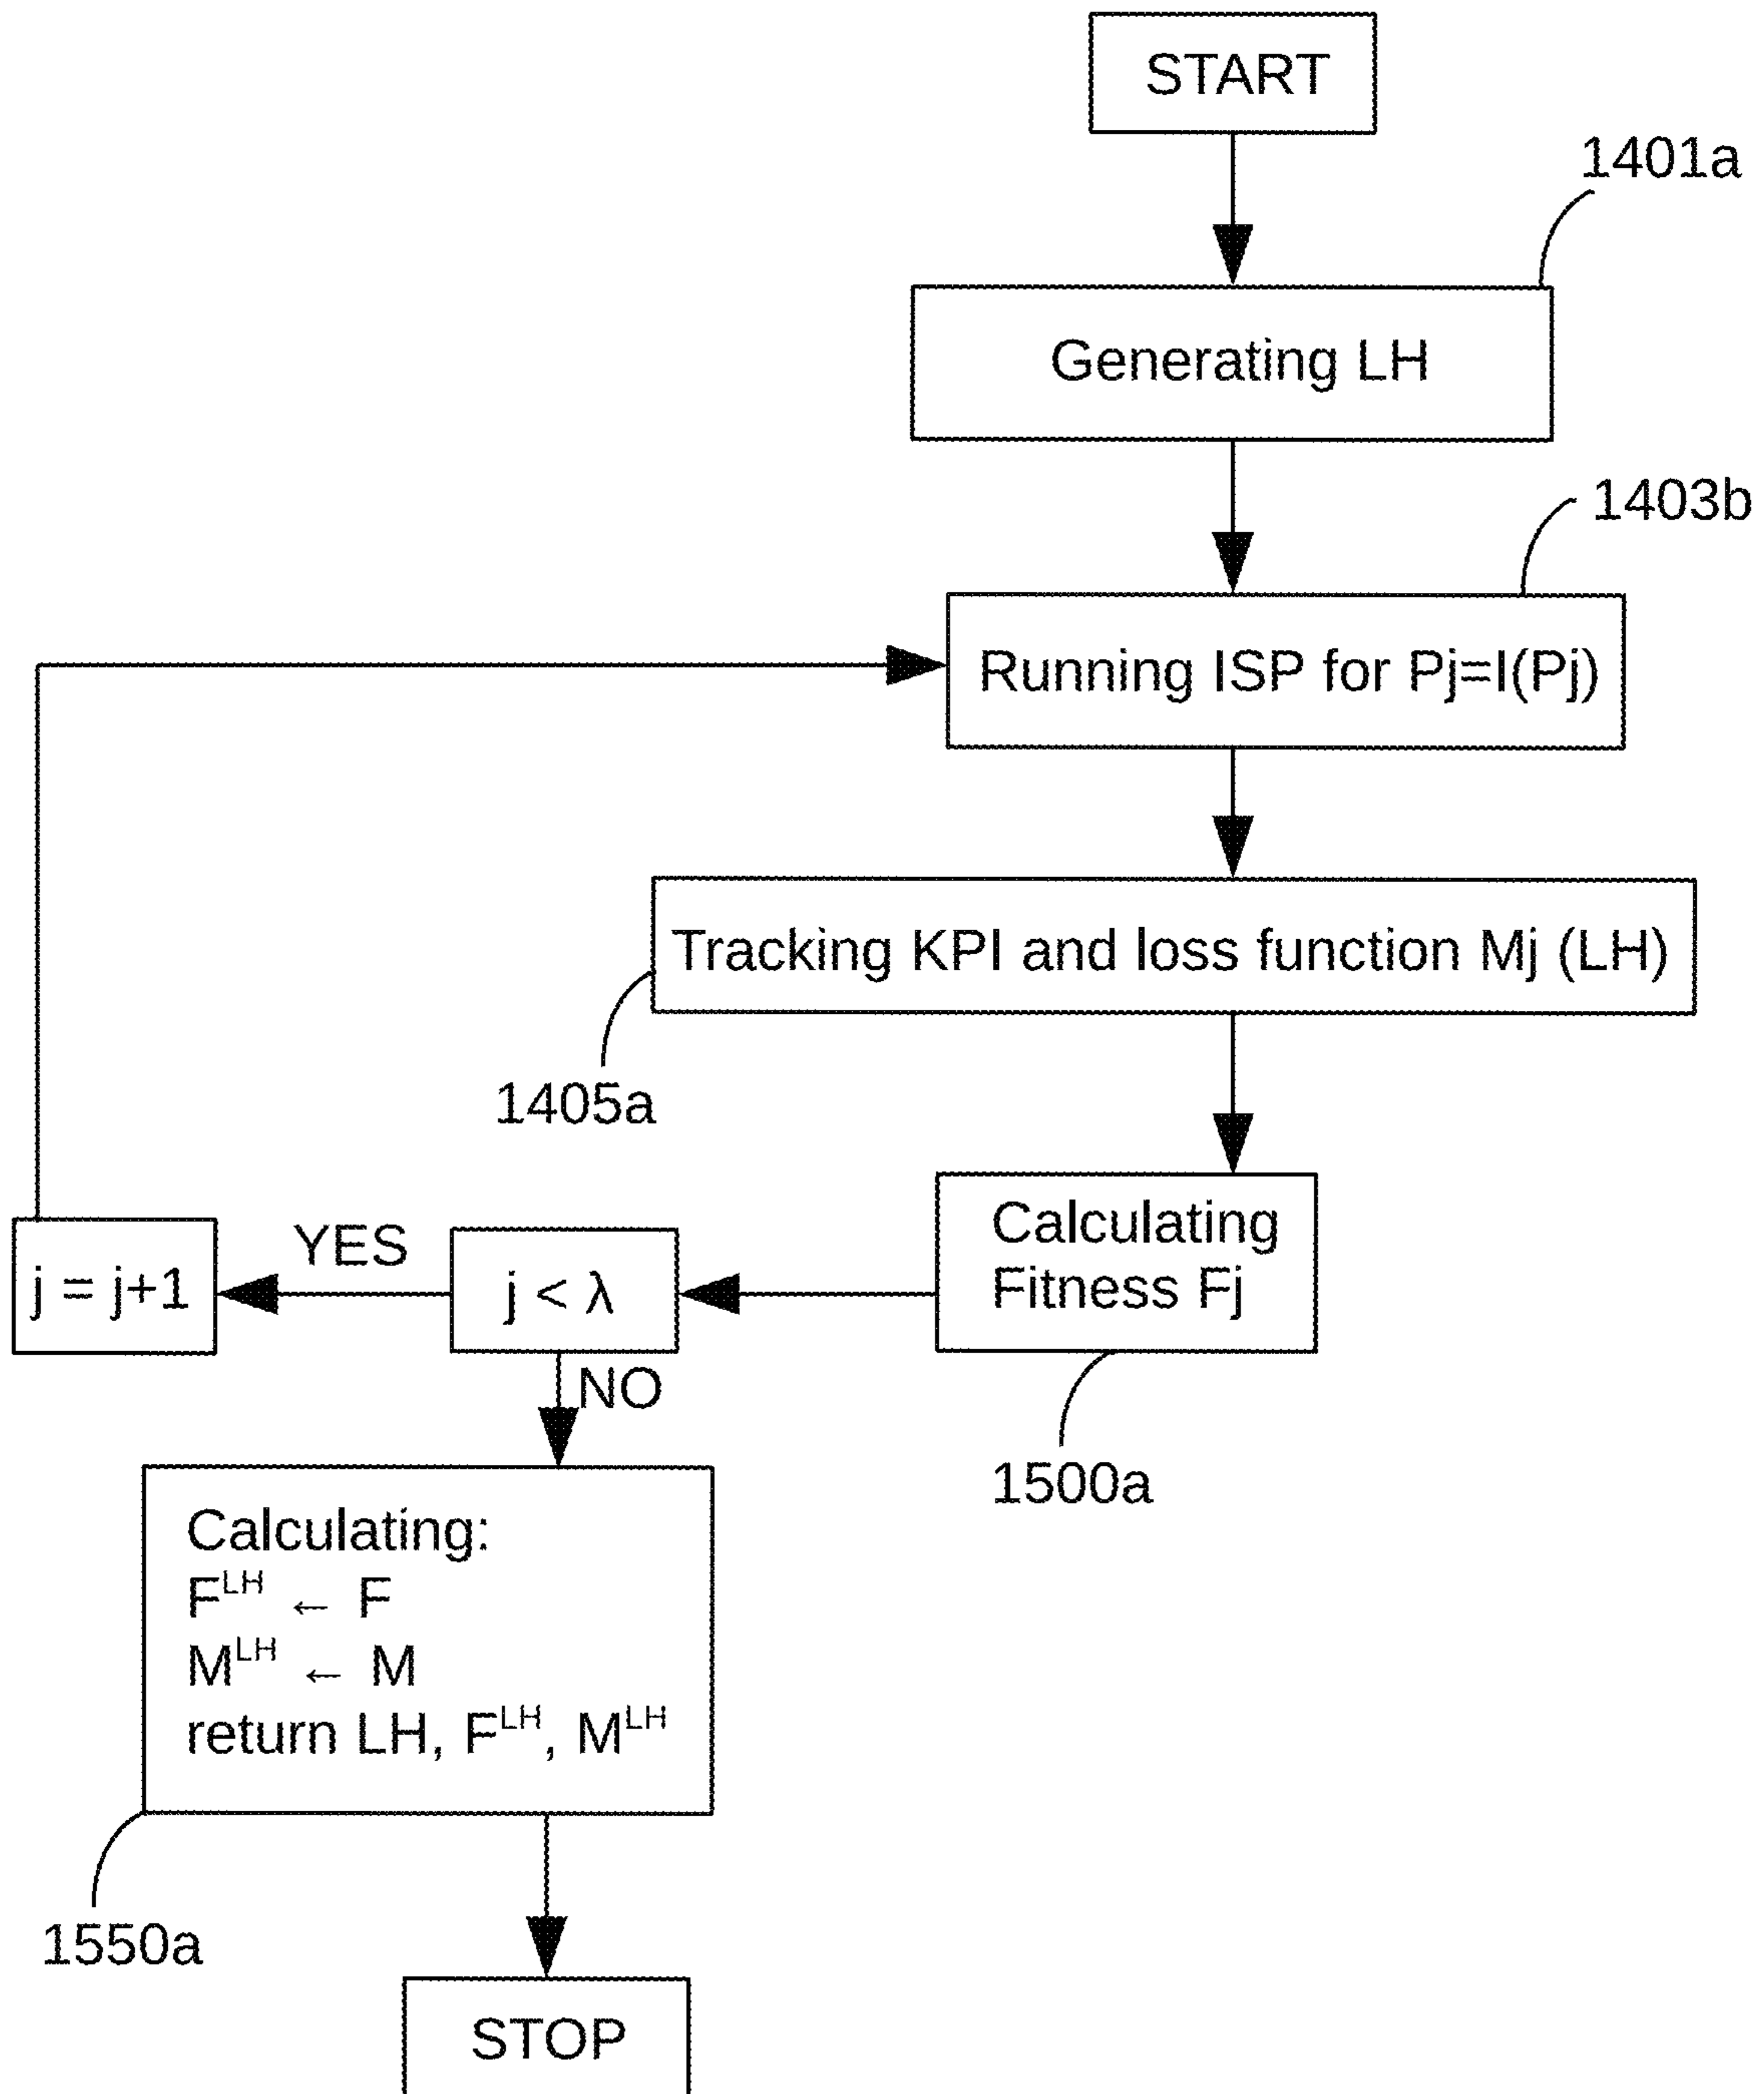 START
1401a
Generating LH
1403b
Running ISP for Pj=I(Pj)
Tracking KPI and loss function Mj (LH)
1405a
Calculating
Fitness Fj
YES
j < λ
j = j+1
NO
1500a
Calculating:
F^LH ← F
M^LH ← M
return LH, F^LH, M^LH
1550a
STOP